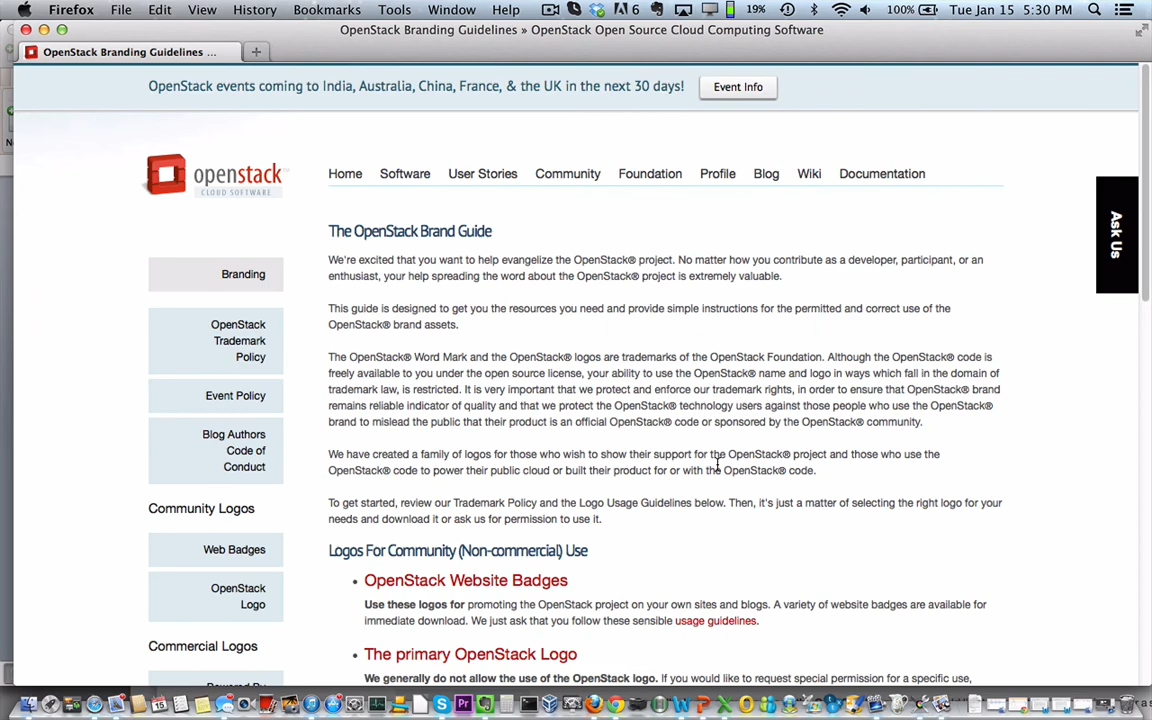 Firefox File Edit View History Bookmarks Tools Window Help 6 19% 100% Tue Jan 15 5:30 PM
OpenStack Branding Guidelines » OpenStack Open Source Cloud Computing Software
OpenStack Branding Guidelines ...
OpenStack events coming to India, Australia, China, France, & the UK in the next 30 days! Event Info
openstack
CLOUD SOFTWARE
Home Software User Stories Community Foundation Profile Blog Wiki Documentation
Ask Us
Branding
OpenStack
Trademark
Policy
Event Policy
Blog Authors
Code of
Conduct
Community Logos
Web Badges
OpenStack
Logo
Commercial Logos
Powered By
The OpenStack Brand Guide
We're excited that you want to help evangelize the OpenStack® project. No matter how you contribute as a developer, participant, or an
enthusiast, your help spreading the word about the OpenStack® project is extremely valuable.
This guide is designed to get you the resources you need and provide simple instructions for the permitted and correct use of the
OpenStack® brand assets.
The OpenStack® Word Mark and the OpenStack® logos are trademarks of the OpenStack Foundation. Although the OpenStack® code is
freely available to you under the open source license, your ability to use the OpenStack® name and logo in ways which fall in the domain of
trademark law, is restricted. It is very important that we protect and enforce our trademark rights, in order to ensure that OpenStack® brand
remains reliable indicator of quality and that we protect the OpenStack® technology users against those people who use the OpenStack®
brand to mislead the public that their product is an official OpenStack® code or sponsored by the OpenStack® community.
We have created a family of logos for those who wish to show their support for the OpenStack® project and those who use the
OpenStack® code to power their public cloud or built their product for or with the OpenStack® code.
To get started, review our Trademark Policy and the Logo Usage Guidelines below. Then, it's just a matter of selecting the right logo for your
needs and download it or ask us for permission to use it.
Logos For Community (Non-commercial) Use
• OpenStack Website Badges
Use these logos for promoting the OpenStack project on your own sites and blogs. A variety of website badges are available for
immediate download. We just ask that you follow these sensible usage guidelines.
• The primary OpenStack Logo
We generally do not allow the use of the OpenStack logo. If you would like to request special permission for a specific use,